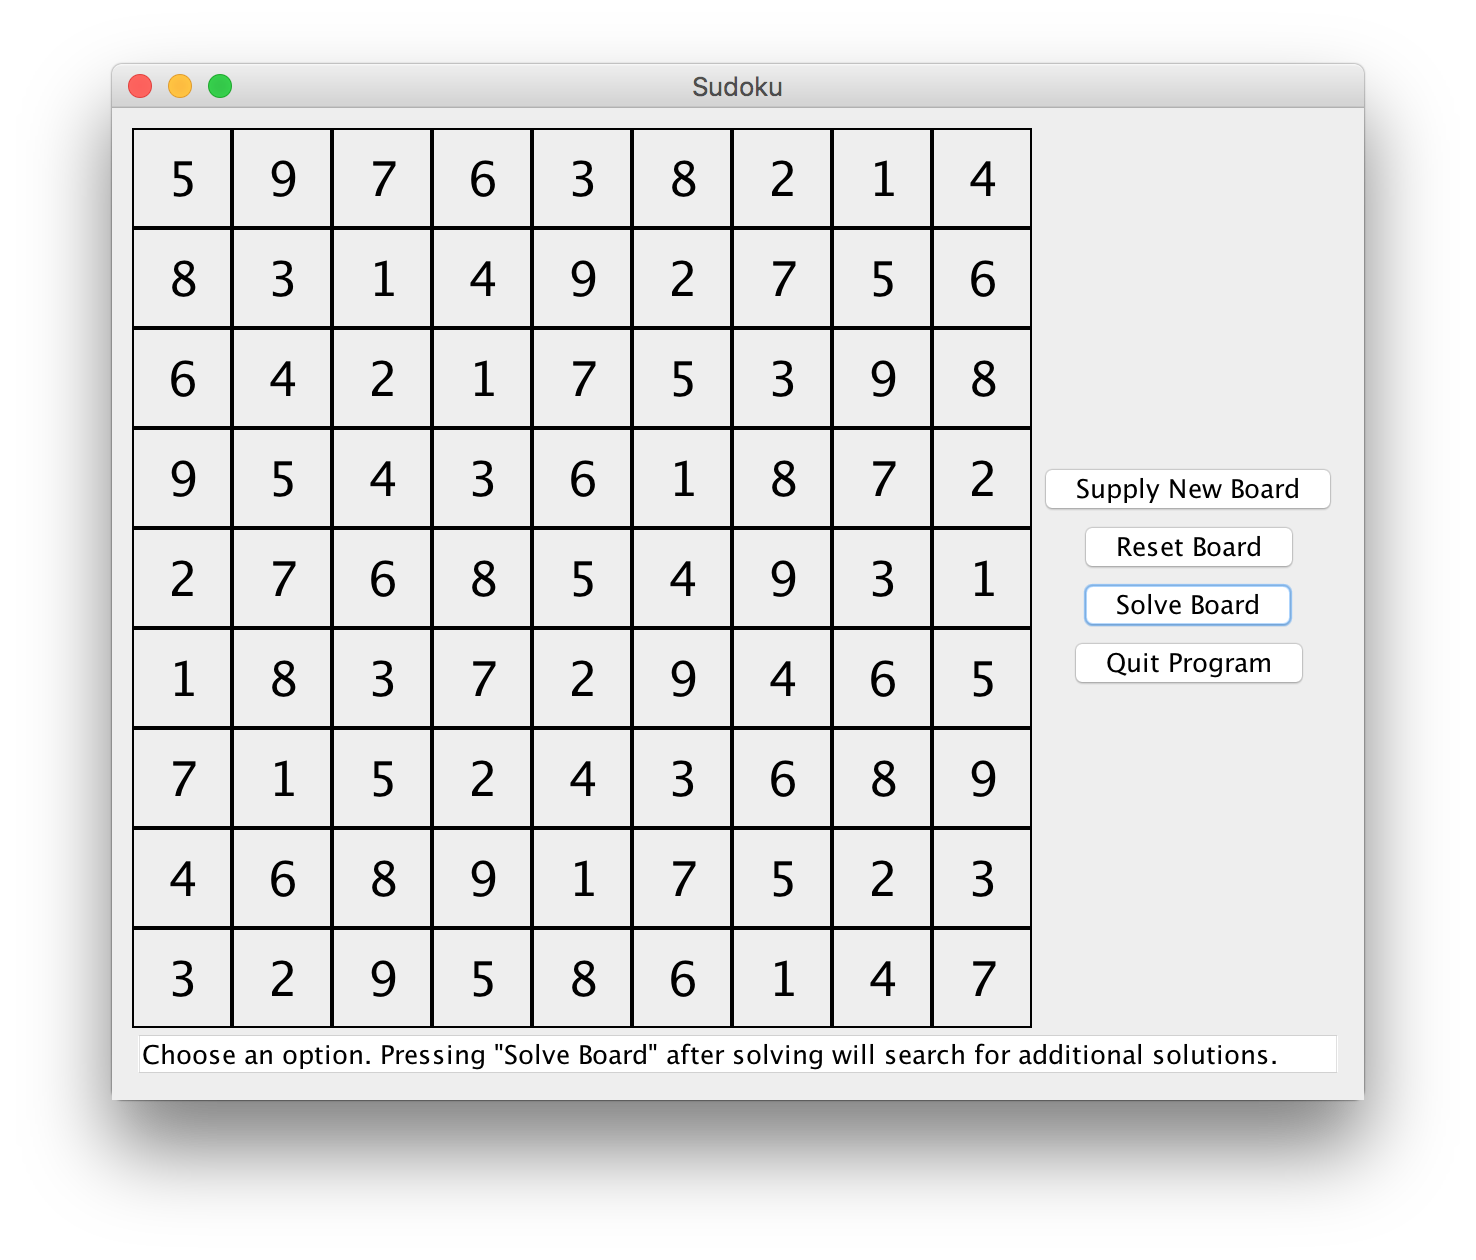 Sudoku
5 9 7 6 3 8 2 1 4
8 3 1 4 9 2 7 5 6
6 4 2 1 7 5 3 9 8
9 5 4 3 6 1 8 7 2
2 7 6 8 5 4 9 3 1
1 8 3 7 2 9 4 6 5
7 1 5 2 4 3 6 8 9
4 6 8 9 1 7 5 2 3
3 2 9 5 8 6 1 4 7
Supply New Board
Reset Board
Solve Board
Quit Program
Choose an option. Pressing "Solve Board" after solving will search for additional solutions.